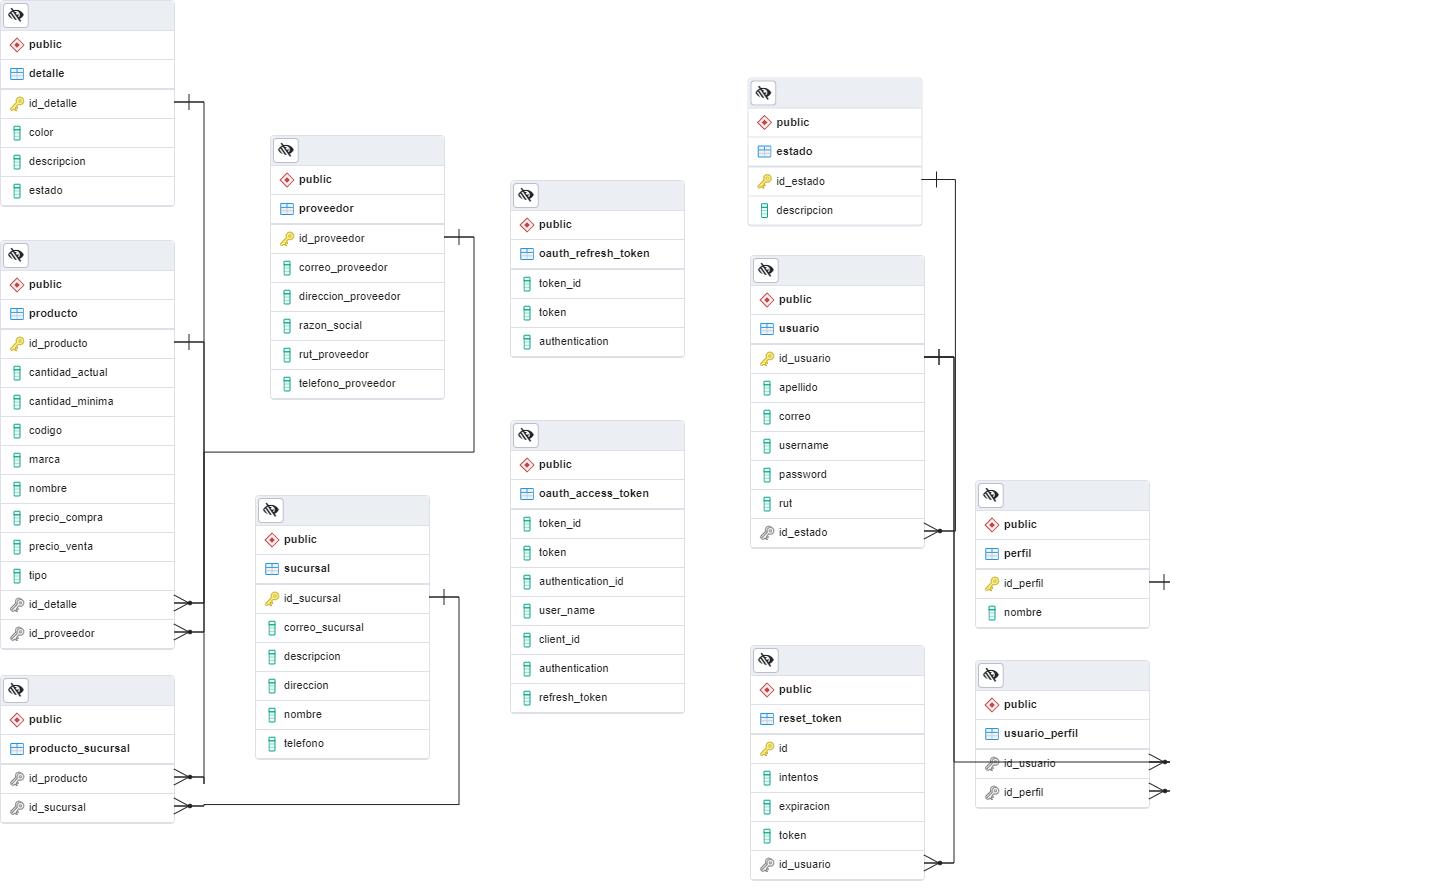 public
detalle
id_detalle
color
descripcion
estado
public
producto
id_producto
cantidad_actual
cantidad_minima
codigo
marca
nombre
precio_compra
precio_venta
tipo
id_detalle
id_proveedor
public
producto_sucursal
id_producto
id_sucursal
public
proveedor
id_proveedor
correo_proveedor
direccion_proveedor
razon_social
rut_proveedor
telefono_proveedor
public
sucursal
id_sucursal
correo_sucursal
descripcion
direccion
nombre
telefono
public
oauth_refresh_token
token_id
token
authentication
public
oauth_access_token
token_id
token
authentication_id
user_name
client_id
authentication
refresh_token
public
estado
id_estado
descripcion
public
usuario
id_usuario
apellido
correo
username
password
rut
id_estado
public
reset_token
id
intentos
expiracion
token
id_usuario
public
perfil
id_perfil
nombre
public
usuario_perfil
id_usuario
id_perfil